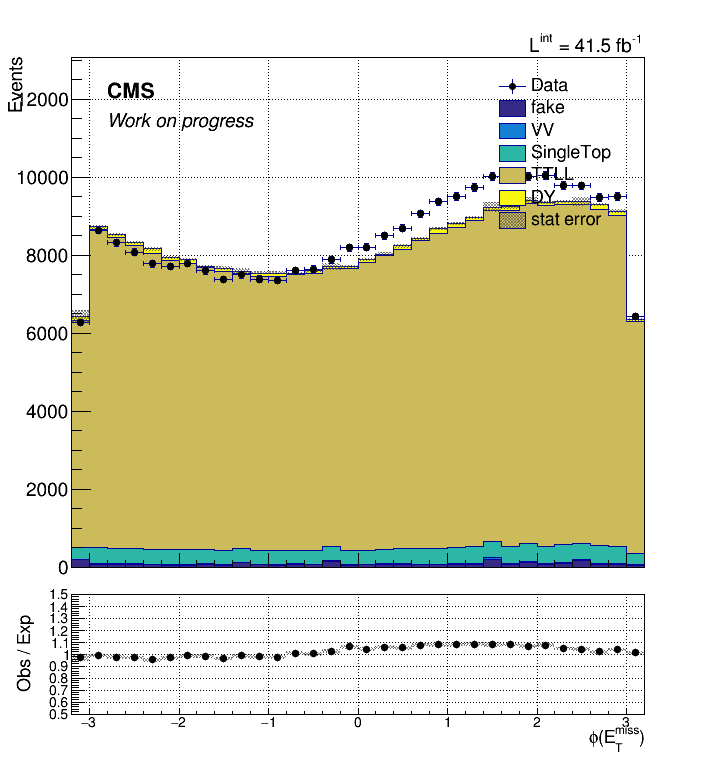 L^int = 41.5 fb^-1
Events
CMS
Work on progress
Data
fake
VV
SingleTop
TTLL
DY
stat error
12000
10000
8000
6000
4000
2000
0
Obs / Exp
1.5
1.4
1.3
1.2
1.1
1
0.9
0.8
0.7
0.6
0.5
−3 −2 −1 0 1 2 3
ϕ(E_T^miss)